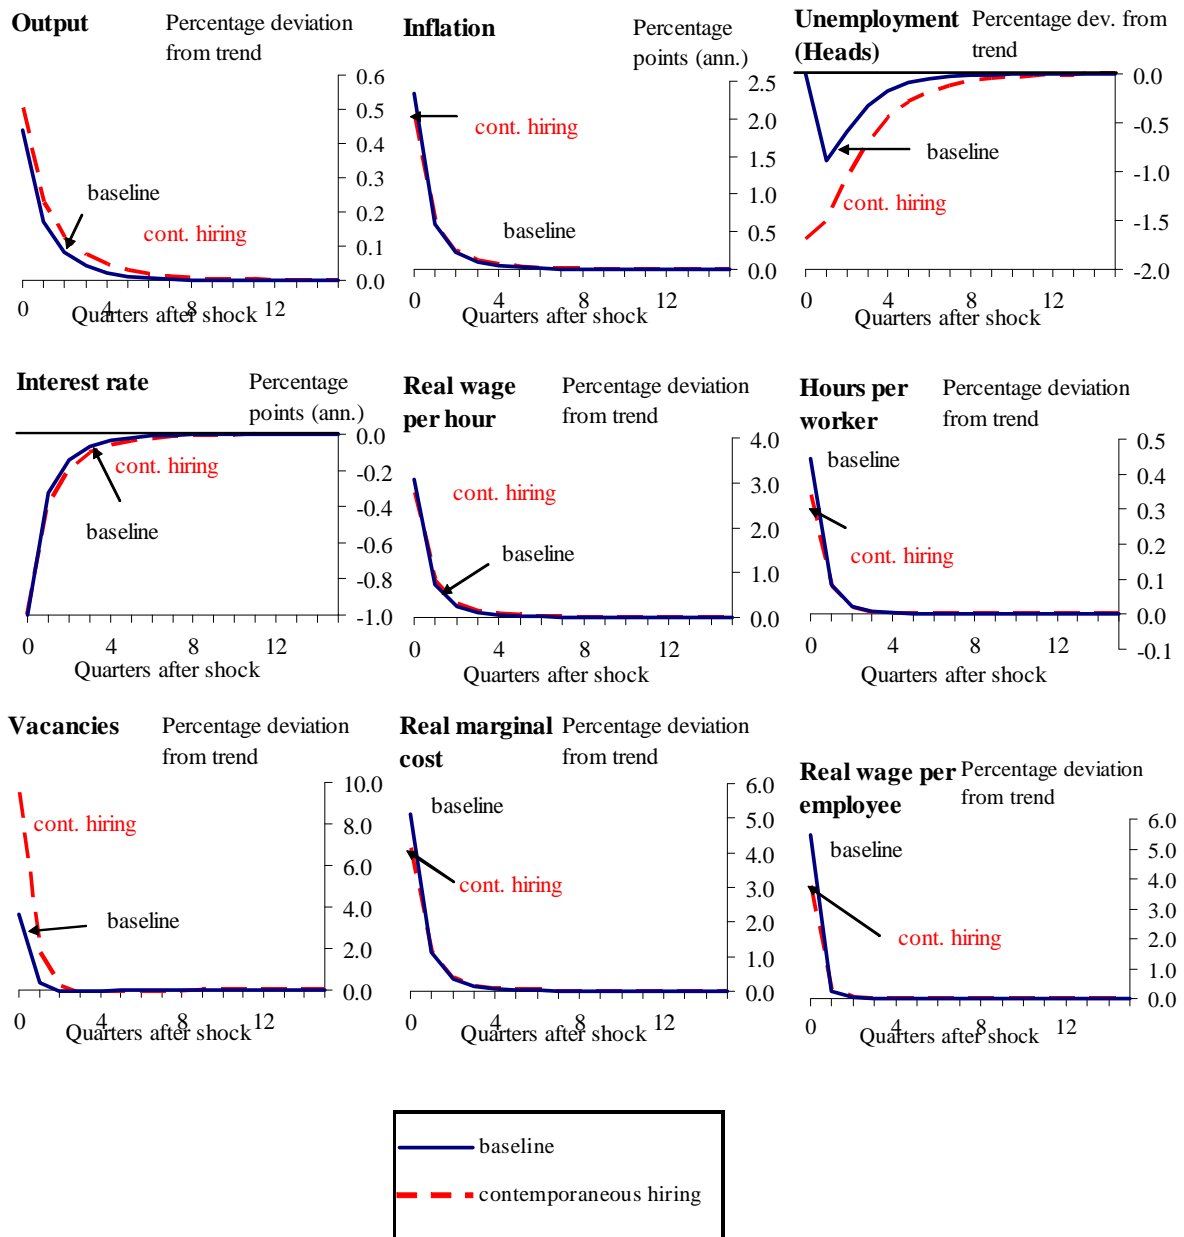 Output
Percentage deviation
from trend
0.6
0.5
0.4
0.3
0.2
0.1
0.0
baseline
cont. hiring
0 4 8 12
Quarters after shock
Inflation
Percentage
points (ann.)
2.5
2.0
1.5
1.0
0.5
0.0
cont. hiring
baseline
0 4 8 12
Quarters after shock
Unemployment
(Heads)
Percentage dev. from
trend
0.0
-0.5
-1.0
-1.5
-2.0
baseline
cont. hiring
0 4 8 12
Quarters after shock
Interest rate
Percentage
points (ann.)
0.0
-0.2
-0.4
-0.6
-0.8
-1.0
cont. hiring
baseline
0 4 8 12
Quarters after shock
Real wage
per hour
Percentage deviation
from trend
4.0
3.0
2.0
1.0
0.0
cont. hiring
baseline
0 4 8 12
Quarters after shock
Hours per
worker
Percentage deviation
from trend
0.5
0.4
0.3
0.2
0.1
0.0
-0.1
baseline
cont. hiring
0 4 8 12
Quarters after shock
Vacancies
Percentage deviation
from trend
10.0
8.0
6.0
4.0
2.0
0.0
cont. hiring
baseline
0 4 8 12
Quarters after shock
Real marginal
cost
Percentage deviation
from trend
6.0
5.0
4.0
3.0
2.0
1.0
0.0
baseline
cont. hiring
0 4 8 12
Quarters after shock
Real wage per
employee
Percentage deviation
from trend
6.0
5.0
4.0
3.0
2.0
1.0
0.0
baseline
cont. hiring
0 4 8 12
Quarters after shock
baseline
contemporaneous hiring